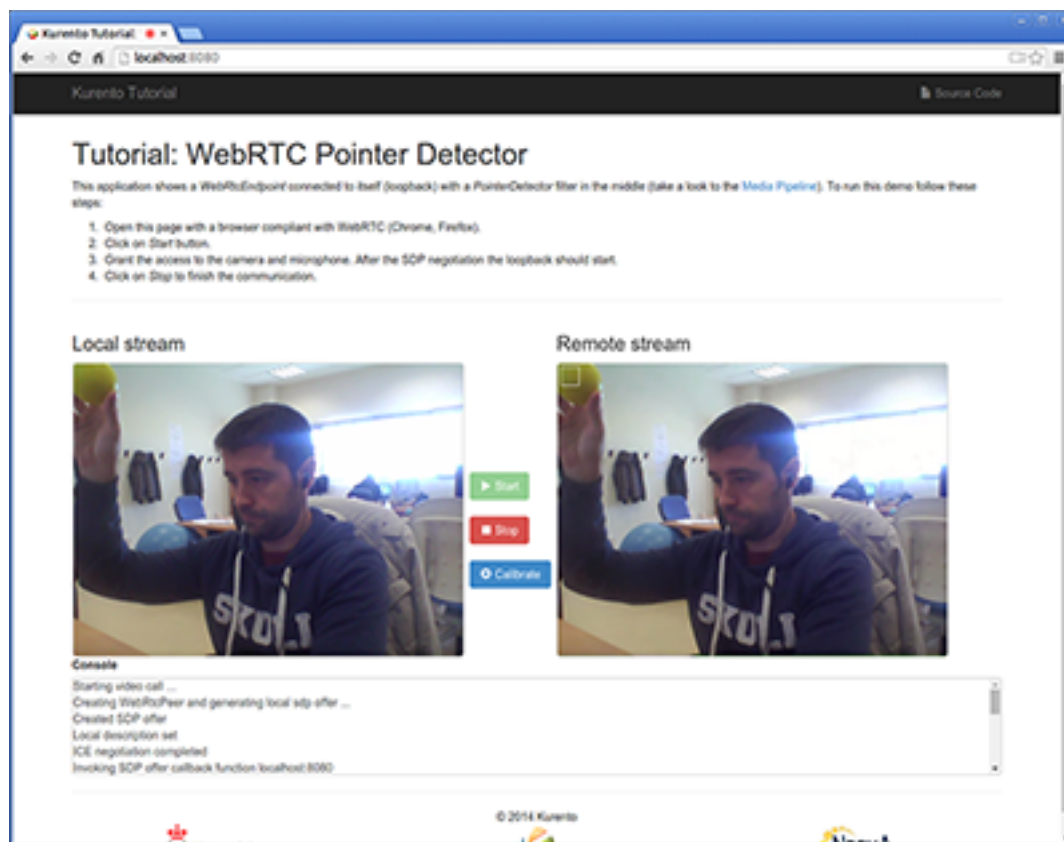 Kurento Tutorial
localhost:8080
Kurento Tutorial
Source Code
Tutorial: WebRTC Pointer Detector
This application shows a WebRtcEndpoint connected to itself (loopback) with a PointerDetector filter in the middle (take a look to the Media Pipeline). To run this demo follow these
steps:
1. Open this page with a browser compliant with WebRTC (Chrome, Firefox).
2. Click on Start button.
3. Grant the access to the camera and microphone. After the SDP negotiation the loopback should start.
4. Click on Stop to finish the communication.
Local stream
Remote stream
Start
Stop
Calibrate
Console
Starting video call ...
Creating WebRtcPeer and generating local sdp offer ...
Created SDP offer
Local description set
ICE negotiation completed
Invoking SDP offer callback function localhost:8080
© 2014 Kurento